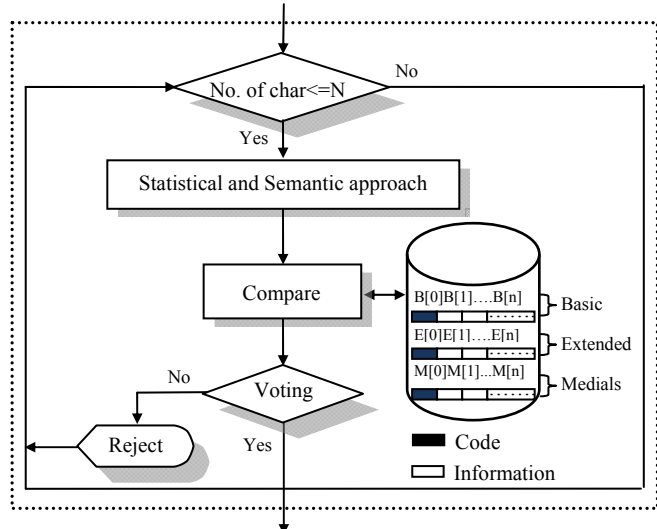 No. of char<=N
No
Yes
Statistical and Semantic approach
Compare
B[0]B[1]….B[n]
Basic
E[0]E[1]….E[n]
Extended
M[0]M[1]...M[n]
Medials
No
Voting
Reject
Yes
Code
Information